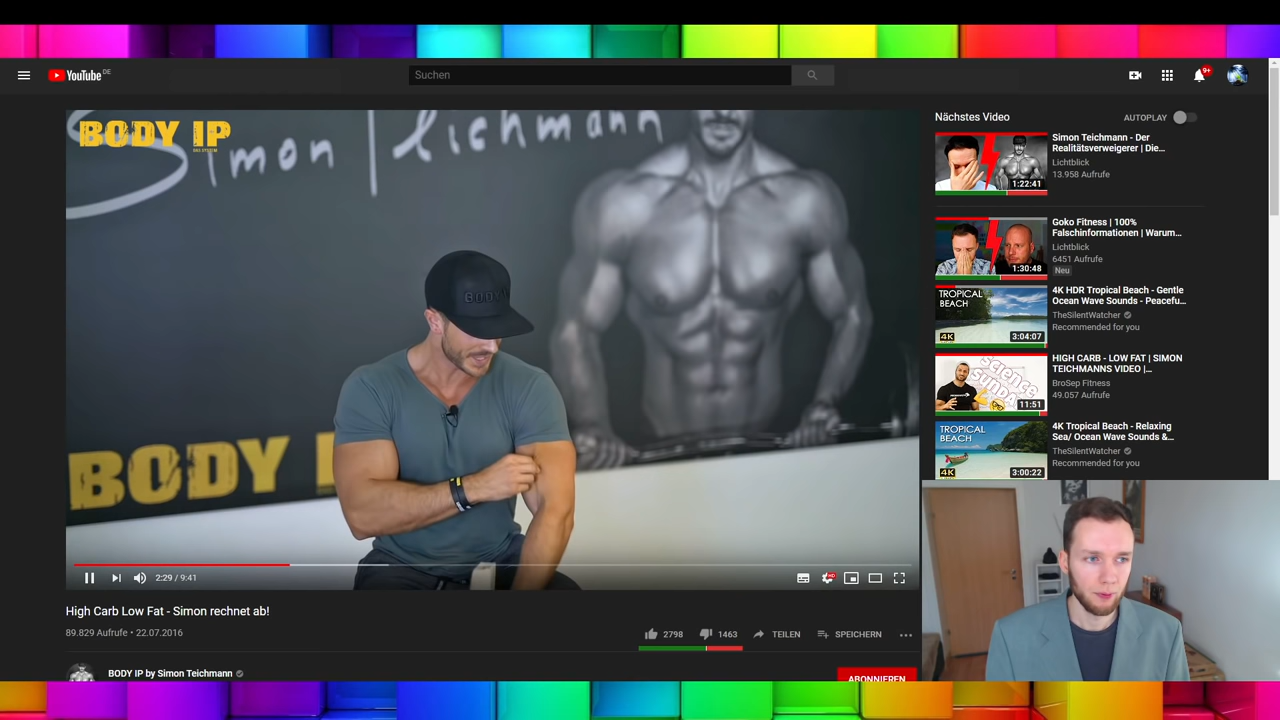 YouTube DE
Suchen
9+
BODY IP
DAS SYSTEM
Simon Teichmann
BODY I
BODY
2:29 / 9:41
HD
High Carb Low Fat - Simon rechnet ab!
89.829 Aufrufe • 22.07.2016
2798
1463
TEILEN
SPEICHERN
BODY IP by Simon Teichmann
ABONNIEREN
Nächstes Video
AUTOPLAY
1:22:41
Simon Teichmann - Der
Realitätsverweigerer | Die...
Lichtblick
13.958 Aufrufe
1:30:48
Goko Fitness | 100%
Falschinformationen | Warum...
Lichtblick
6451 Aufrufe
Neu
TROPICAL
BEACH
4K
3:04:07
4K HDR Tropical Beach - Gentle
Ocean Wave Sounds - Peacefu...
TheSilentWatcher
Recommended for you
SCIENCE
SUNDA
11:51
HIGH CARB - LOW FAT | SIMON
TEICHMANNS VIDEO |...
BroSep Fitness
49.057 Aufrufe
TROPICAL
BEACH
4K
3:00:22
4K Tropical Beach - Relaxing
Sea/ Ocean Wave Sounds &...
TheSilentWatcher
Recommended for you